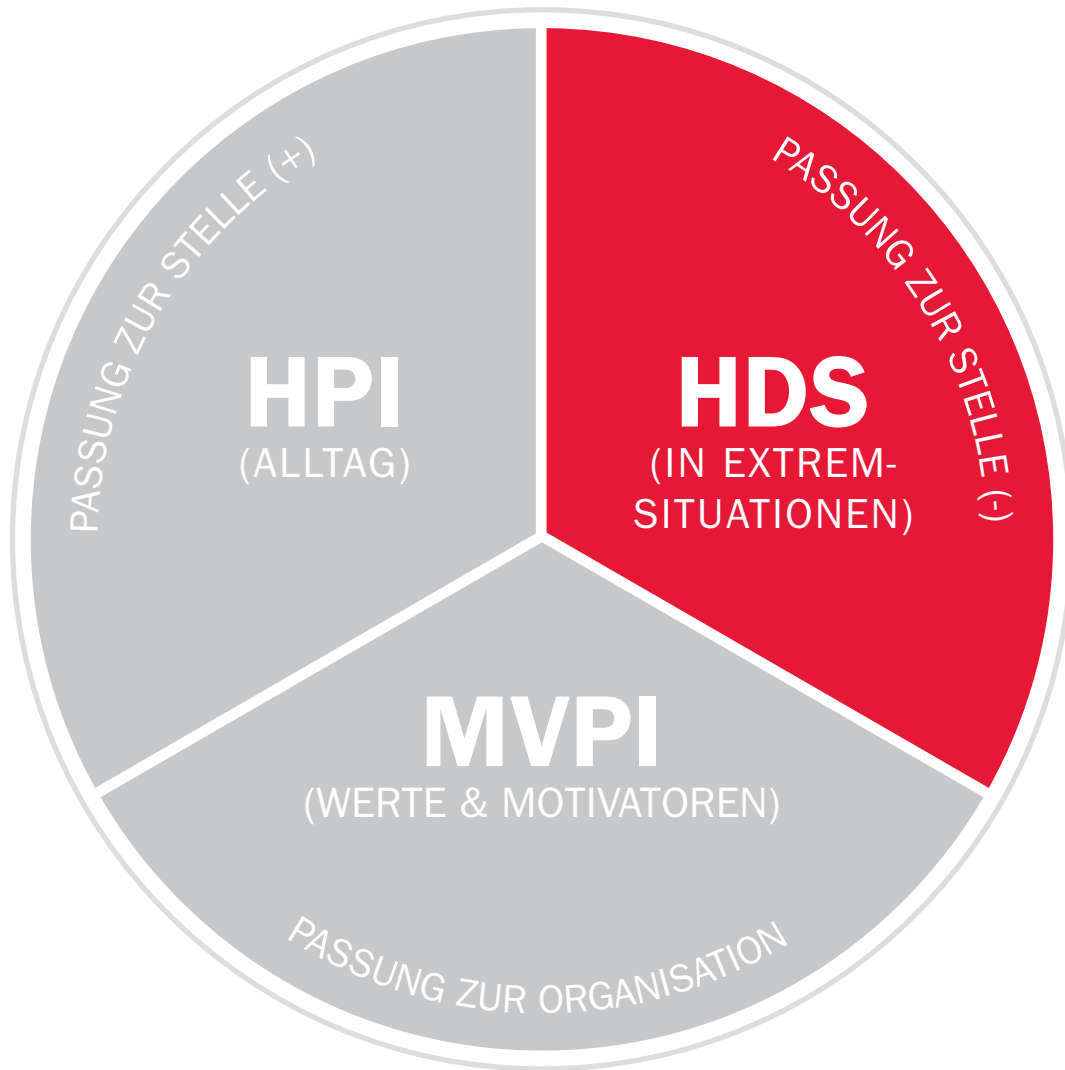 PASSUNG ZUR STELLE (+)
HPI
(ALLTAG)
PASSUNG ZUR STELLE (-)
HDS
(IN EXTREM-
SITUATIONEN)
MVPI
(WERTE & MOTIVATOREN)
PASSUNG ZUR ORGANISATION